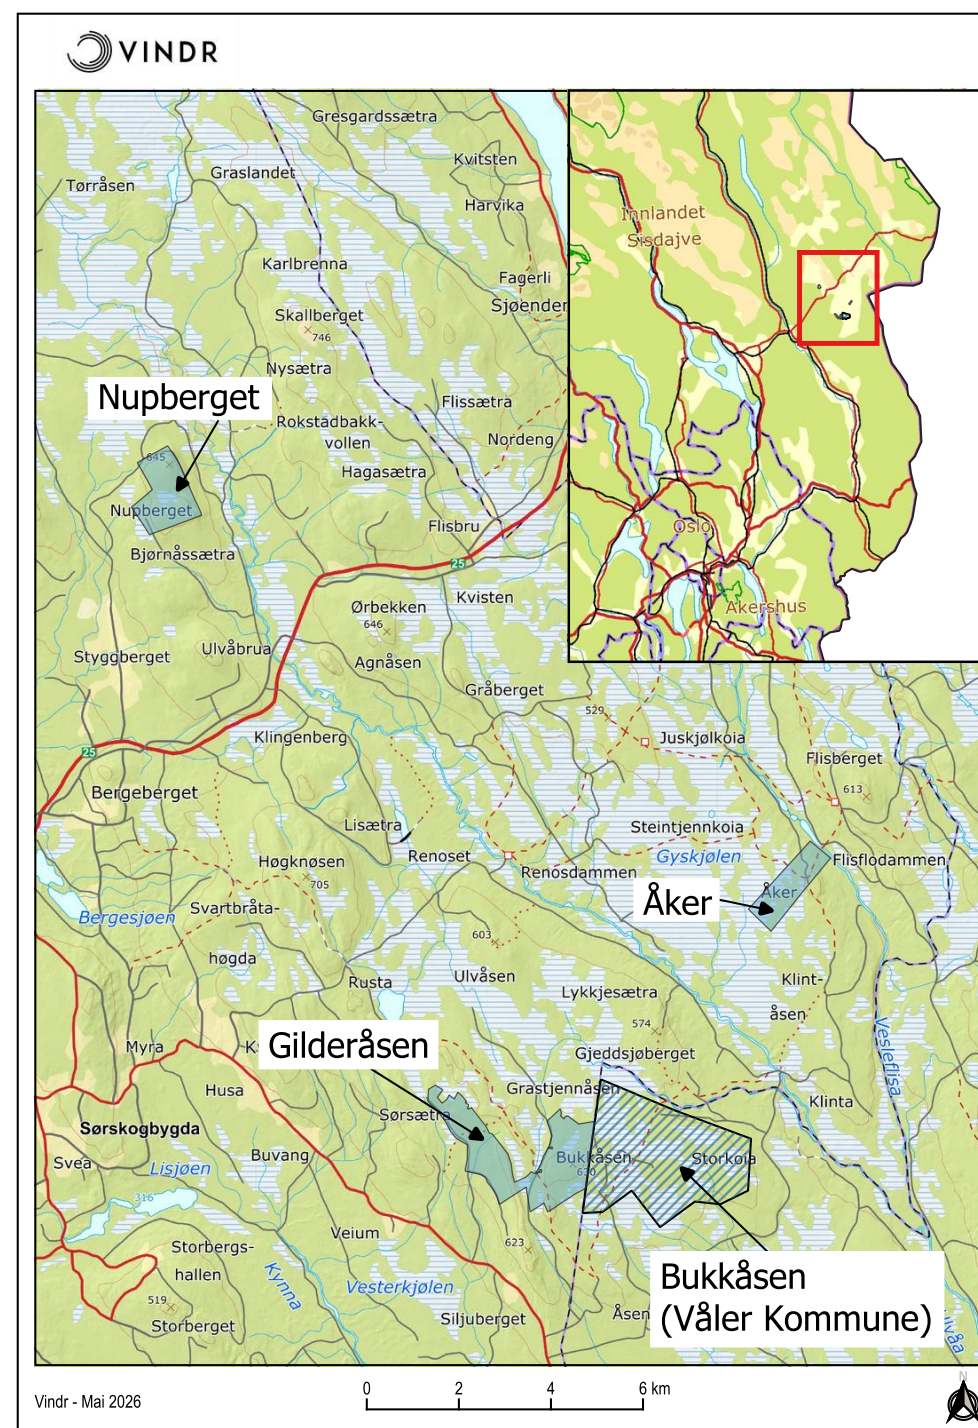 VINDR
Gresgardssætra
Kvitsten
Graslandet
Tørråsen
Harvika
Innlandet
Sisdajve
Karlbrenna
Fagerli
Sjøender
Skallberget
746
Nysætra
Nupberget
Flissætra
Rokstadbakk-
vollen
Nordeng
645
Hagasætra
Nupberget
Flisbru
Oslo
Bjørnåssætra
25
Kvisten
Ørbekken
646
Akershus
Ulvåbrua
Styggberget
Agnåsen
Gråberget
529
Klingenberg
Juskjølkoia
25
Flisberget
Bergeberget
613
Lisætra
Steintjennkoia
Renoset
Gyskjølen
Høgknøsen
Flisflodammen
Renosdammen
705
Åker
Åker
Svartbråta-
høgda
Bergesjøen
603
Ulvåsen
Rusta
Klint-
åsen
Lykkjesætra
574
Gilderåsen
Myra
K
Gjeddsjøberget
Vesleflisa
Husa
Grastjennåsen
Klinta
Sørsætra
Sørskogbygda
Buvang
Bukkåsen
630
Storkoia
Svea
Lisjøen
316
Veium
623
Storbergs-
hallen
Kynna
Vesterkjølen
Bukkåsen
(Våler Kommune)
519
Storberget
Siljuberget
Åsen
Vindr - Mai 2026
0 2 4 6 km
N